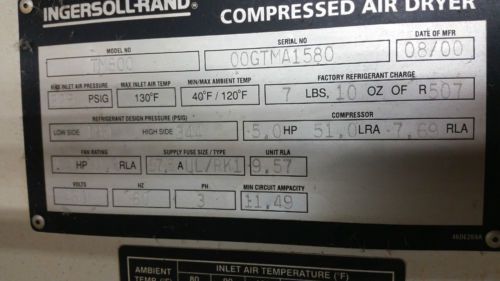 INGERSOLL-RAND® COMPRESSED AIR DRYER
MODEL NO SERIAL NO DATE OF MFR
TM500 00GTMA1580 08/00
MAX INLET AIR PRESSURE MAX INLET AIR TEMP MIN/MAX AMBIENT TEMP FACTORY REFRIGERANT CHARGE
PSIG 130°F 40°F / 120°F 7 LBS, 10 OZ OF R507
REFRIGERANT DESIGN PRESSURE (PSIG) COMPRESSOR
LOW SIDE HIGH SIDE 5.0 HP 51.0 LRA 7.69 RLA
FAN RATING SUPPLY FUSE SIZE / TYPE UNIT RLA
HP RLA A UL/RK1 9.57
VOLTS HZ PH MIN CIRCUIT AMPACITY
60 3 11.49
INLET AIR TEMPERATURE (°F)
AMBIENT
TEMP (°F) 80 90